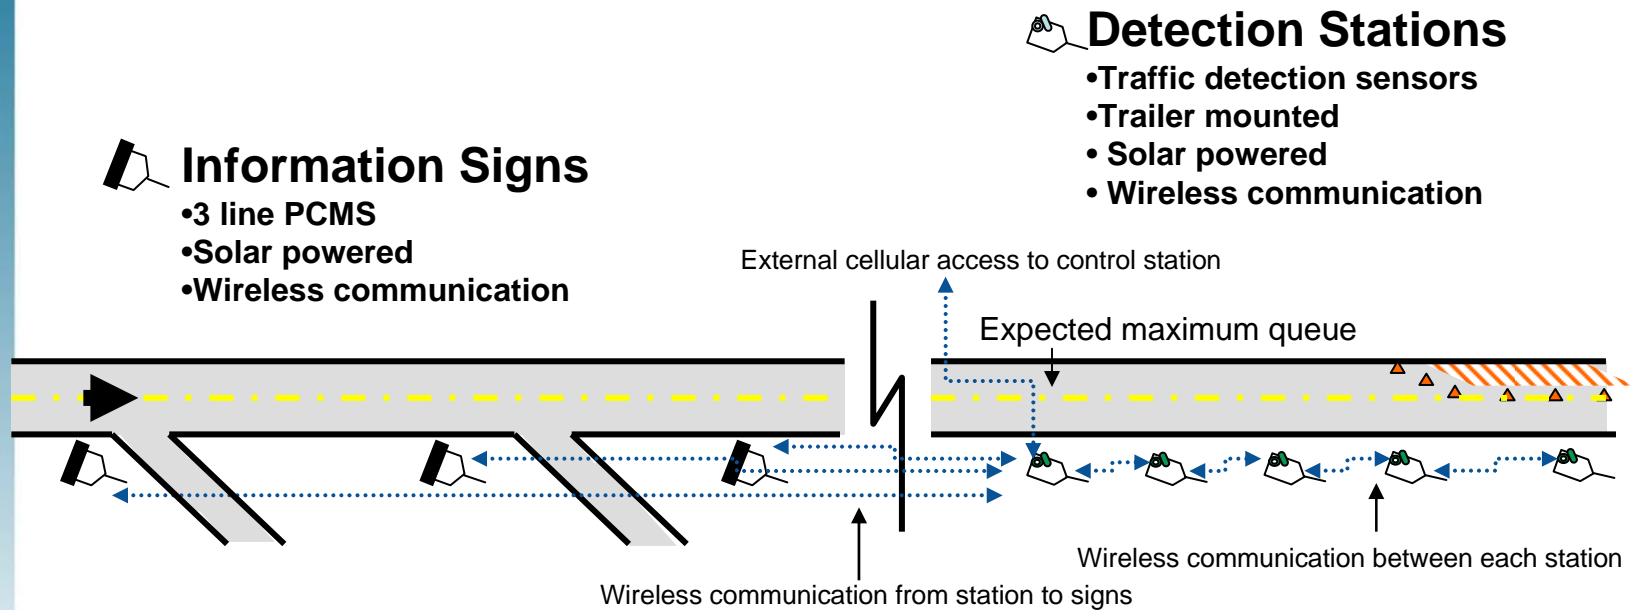 Detection Stations
•Traffic detection sensors
•Trailer mounted
• Solar powered
• Wireless communication
Information Signs
•3 line PCMS
•Solar powered
•Wireless communication
External cellular access to control station
Expected maximum queue
Wireless communication between each station
Wireless communication from station to signs